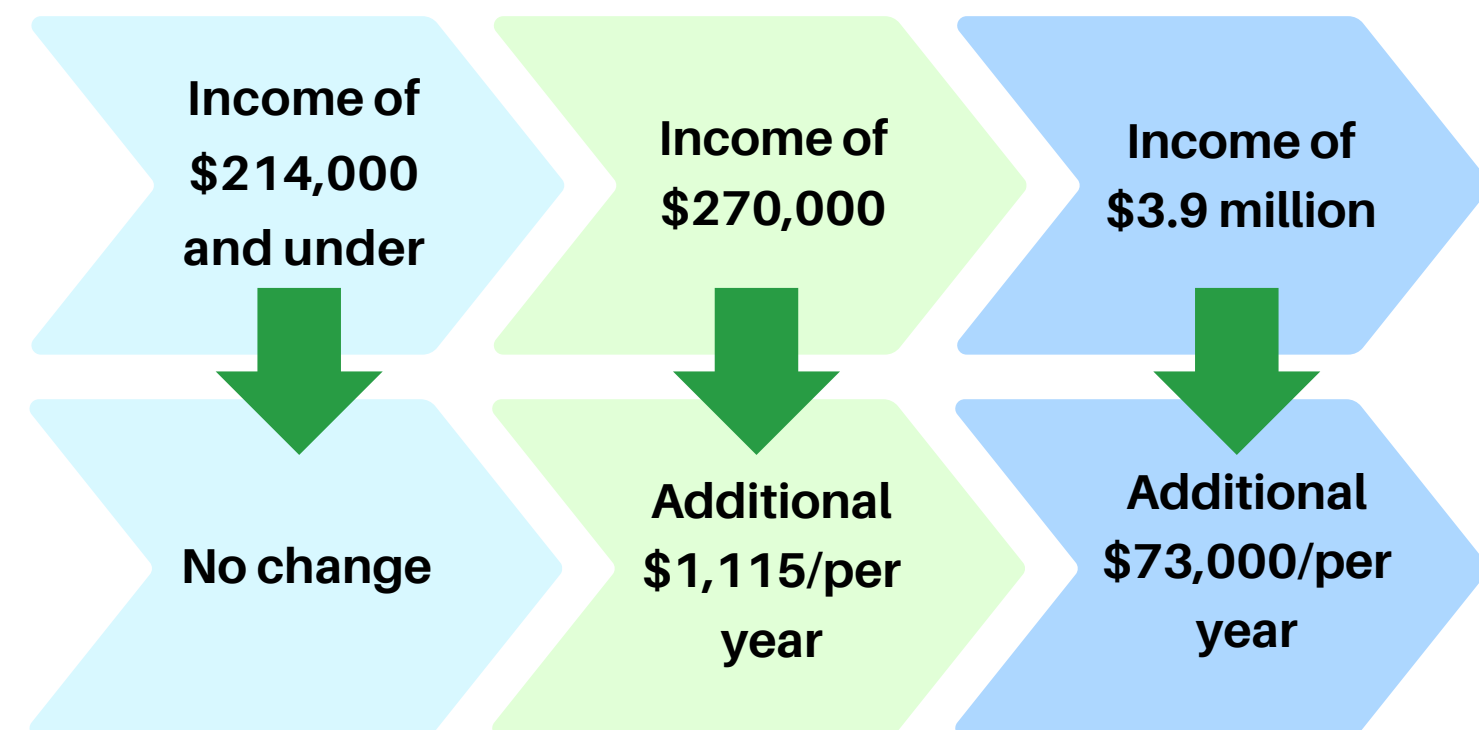 Income of
$214,000
and under
Income of
$270,000
Income of
$3.9 million
No change
Additional
$1,115/per
year
Additional
$73,000/per
year